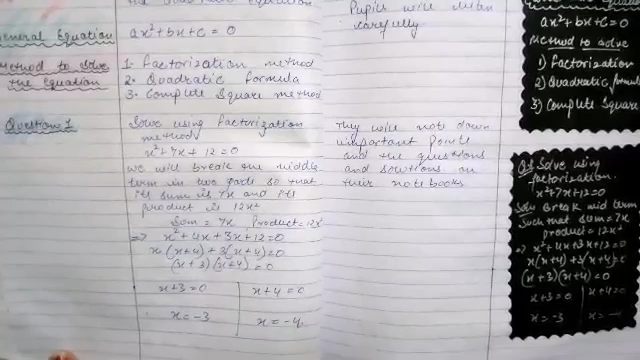 the quadratic equation
Pupils will listen
carefully
General Equation
ax²+bx+c = 0
Method to solve
the equation
1. Factorization method
2. Quadratic formula
3. Complete Square method
Question 1
Solve using factorization
method
x²+7x+12=0
we will break the middle
term in two parts so that
its sum is 7x and its
product is 12x²
Sum = 7x Product=12x²
=> x²+4x+3x+12=0
x(x+4)+3(x+4)=0
(x+3)(x+4)=0
x+3=0
x+4=0
x=-3
x=-4
They will note down
important points
and the questions
and solutions on
their notebooks
ax²+bx+c=0
Method to solve
1) Factorization
2) Quadratic formula
3) Complete Square
Q1 Solve using
factorization.
x²+7x+12=0
Break mid term
Such that sum=7x
product=12x²
=> x²+4x+3x+12=0
x(x+4)+3(x+4)=0
(x+3)(x+4)=0
x+3=0
x+4=0
x=-3